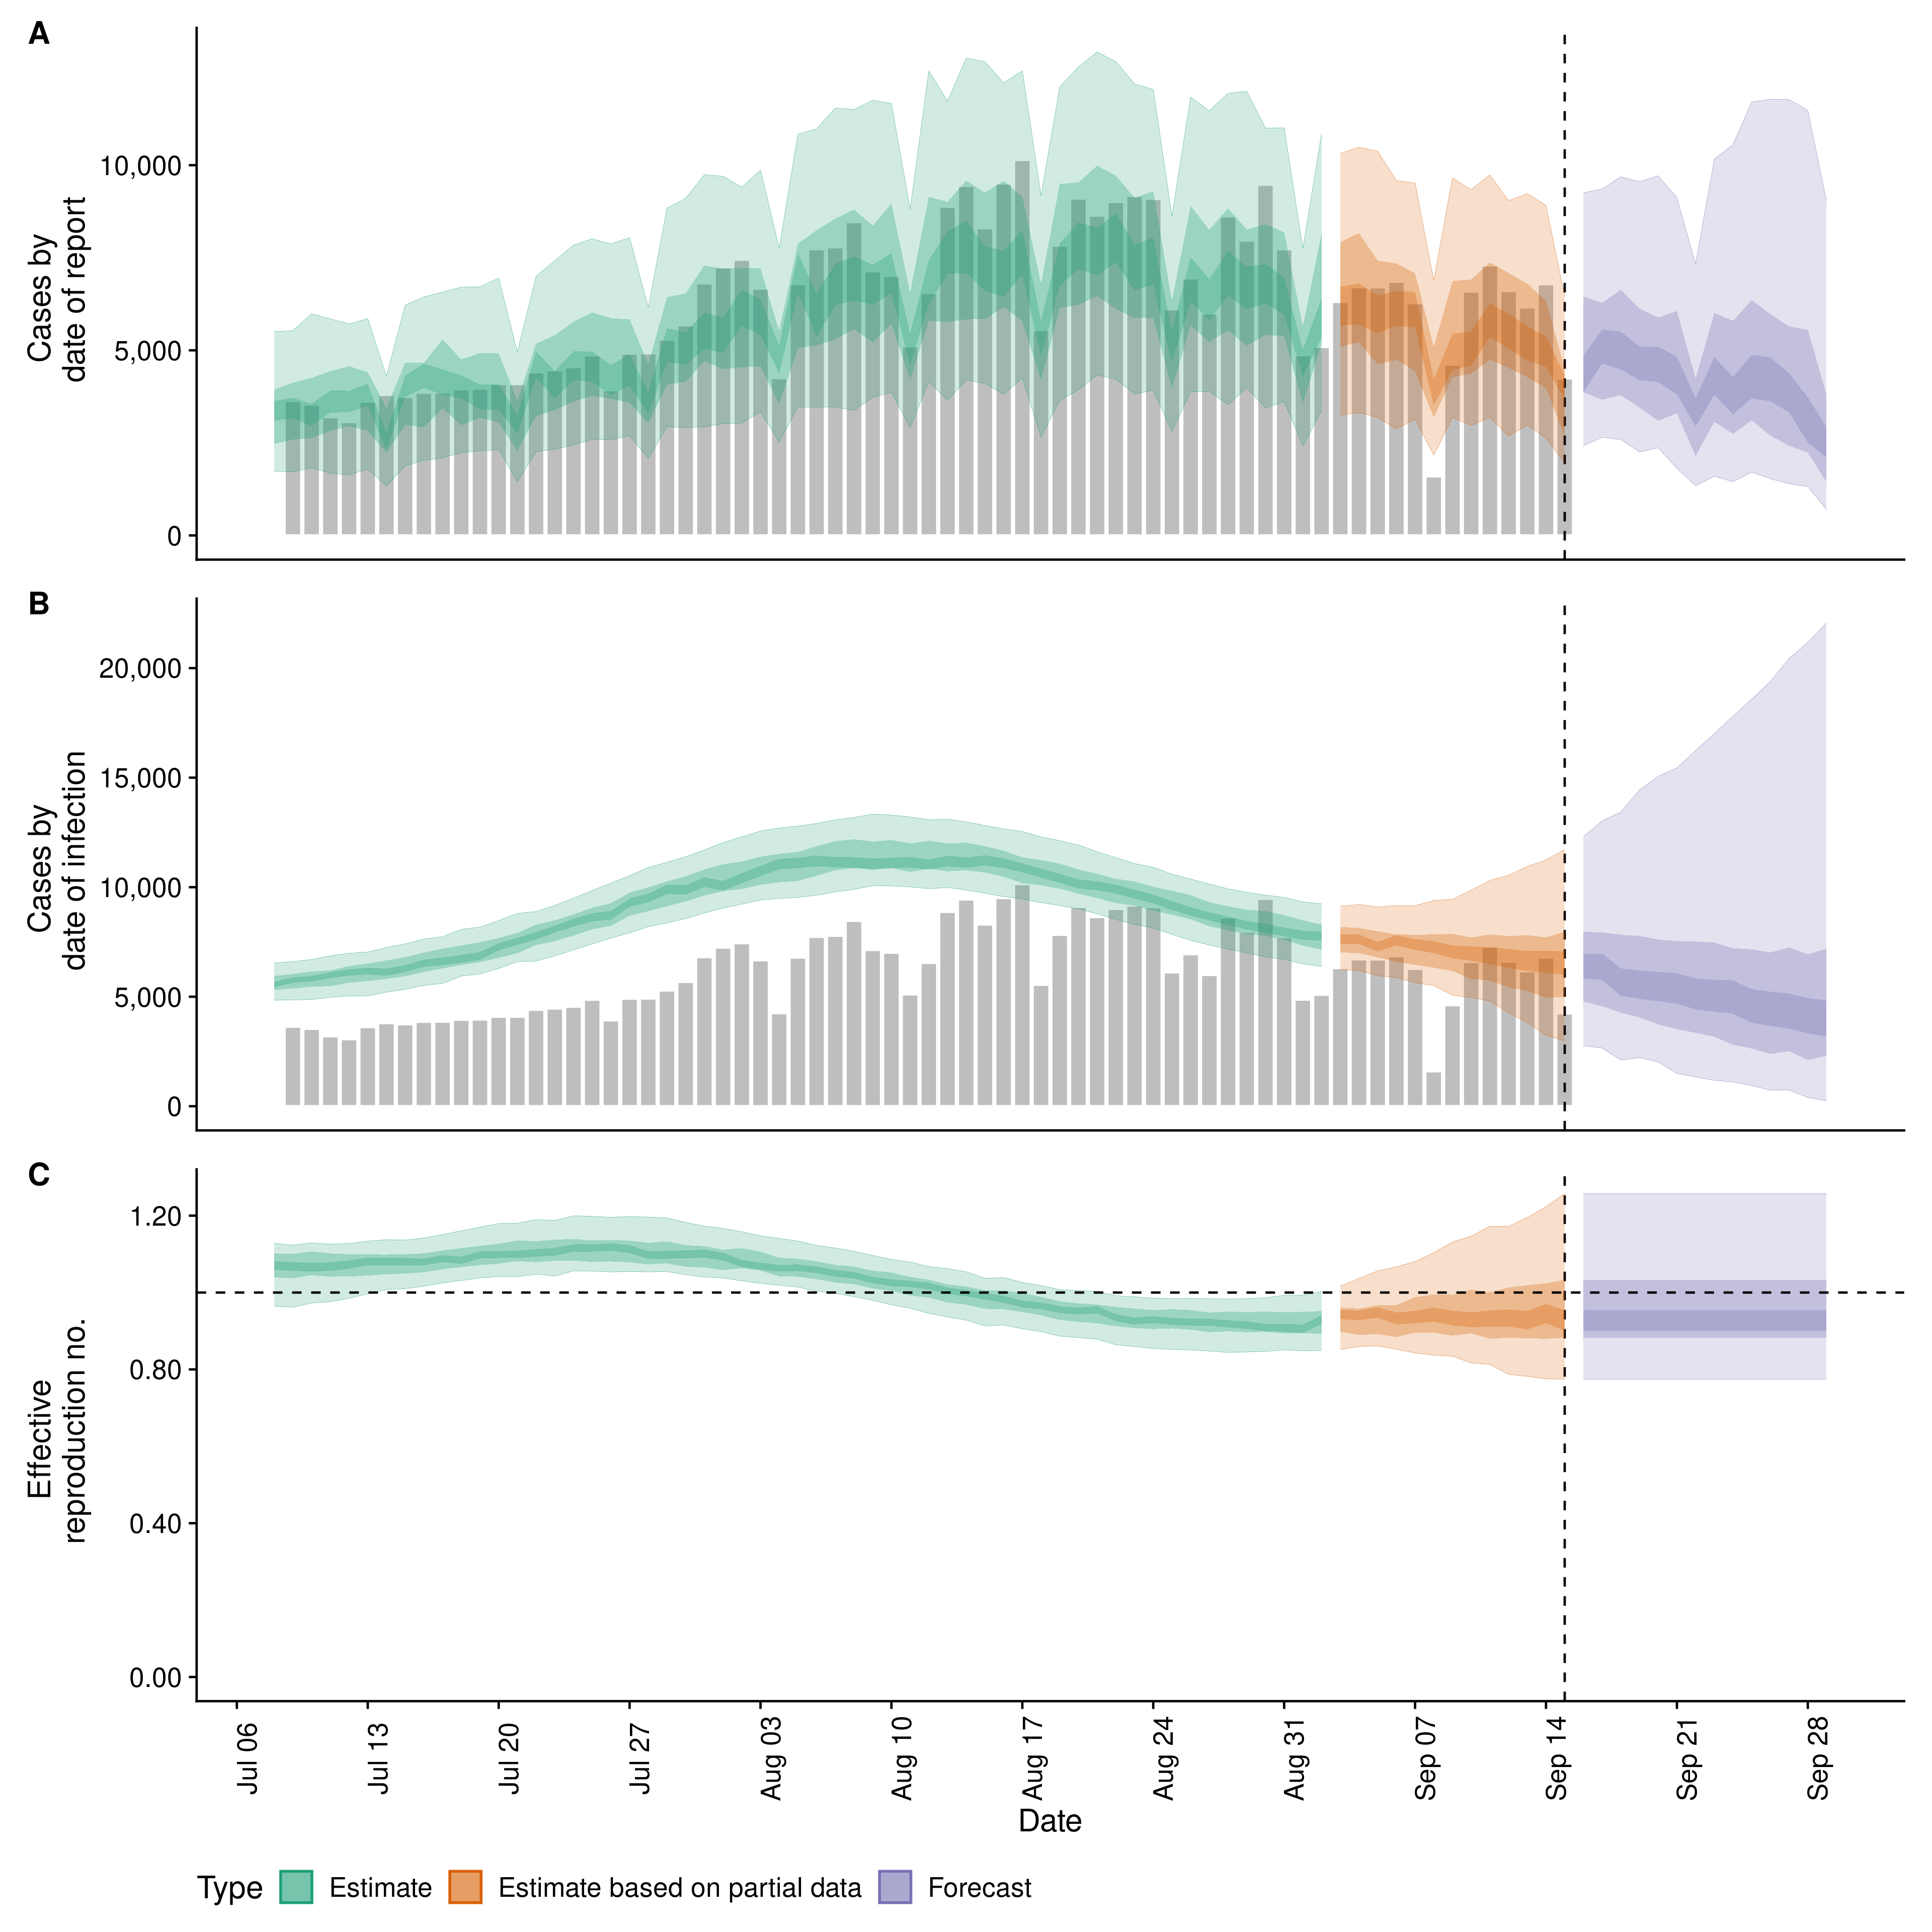 A
Cases by
date of report
10,000
5,000
0
B
Cases by
date of infection
20,000
15,000
10,000
5,000
0
C
Effective
reproduction no.
1.20
0.80
0.40
0.00
Jul 06
Jul 13
Jul 20
Jul 27
Aug 03
Aug 10
Aug 17
Aug 24
Aug 31
Sep 07
Sep 14
Sep 21
Sep 28
Date
Type Estimate Estimate based on partial data Forecast